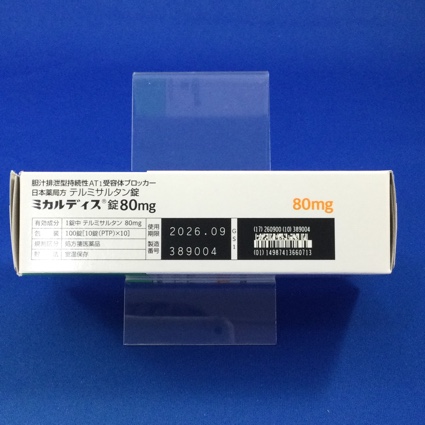 胆汁排泄型持続性AT₁受容体ブロッカー
日本薬局方 テルミサルタン錠
ミカルディス®錠80mg
80mg
有効成分 1錠中 テルミサルタン 80mg
包 装 100錠[10錠(PTP)×10]
規制区分 処方箋医薬品
貯 法 室温保存
使用期限 2026.09
製造番号 389004
GS1
(17) 260900 (10) 389004
(01) 14987413660713